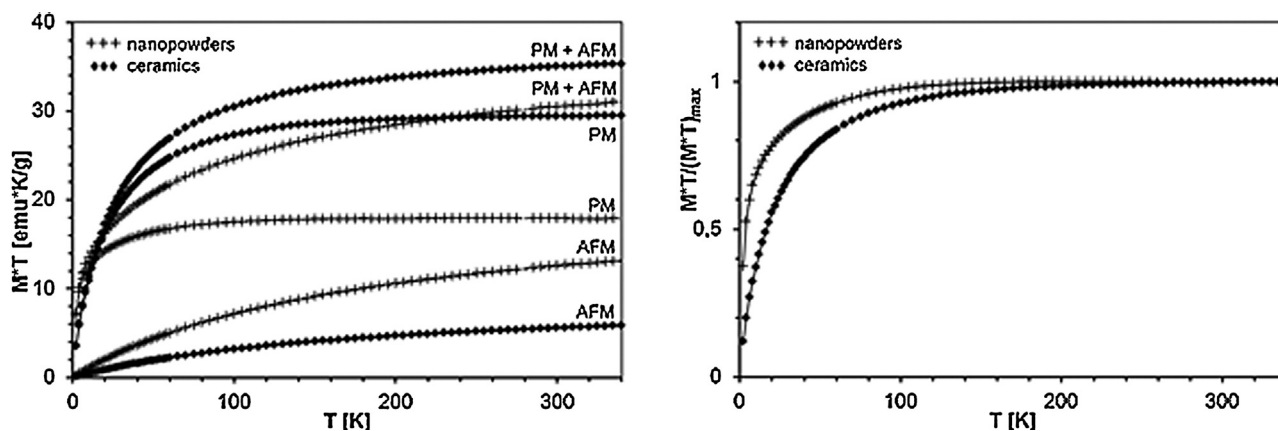 40
30
20
10
0
M*T [emu*K/g]
nanopowders
ceramics
PM + AFM
PM + AFM
PM
PM
AFM
AFM
0 100 200 300
T [K]
1
0,5
0
M*T/(M*T)max
nanopowders
ceramics
0 100 200 300
T [K]